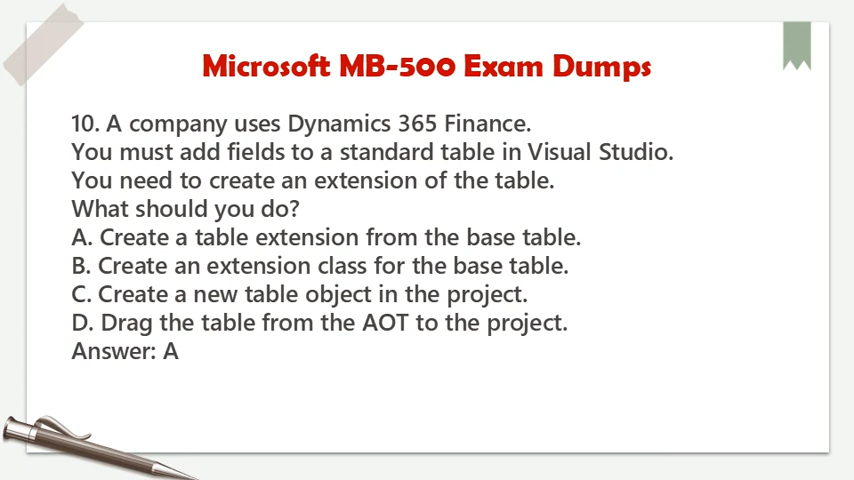 Microsoft MB-500 Exam Dumps
10. A company uses Dynamics 365 Finance.
You must add fields to a standard table in Visual Studio.
You need to create an extension of the table.
What should you do?
A. Create a table extension from the base table.
B. Create an extension class for the base table.
C. Create a new table object in the project.
D. Drag the table from the AOT to the project.
Answer: A